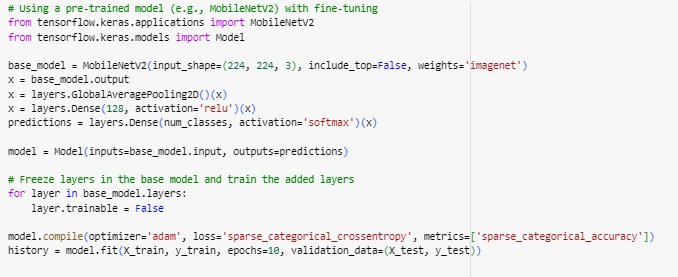 # Using a pre-trained model (e.g., MobileNetV2) with fine-tuning
from tensorflow.keras.applications import MobileNetV2
from tensorflow.keras.models import Model
base_model = MobileNetV2(input_shape=(224, 224, 3), include_top=False, weights='imagenet')
x = base_model.output
x = layers.GlobalAveragePooling2D()(x)
x = layers.Dense(128, activation='relu')(x)
predictions = layers.Dense(num_classes, activation='softmax')(x)
model = Model(inputs=base_model.input, outputs=predictions)
# Freeze layers in the base model and train the added layers
for layer in base_model.layers:
    layer.trainable = False
model.compile(optimizer='adam', loss='sparse_categorical_crossentropy', metrics=['sparse_categorical_accuracy'])
history = model.fit(X_train, y_train, epochs=10, validation_data=(X_test, y_test))